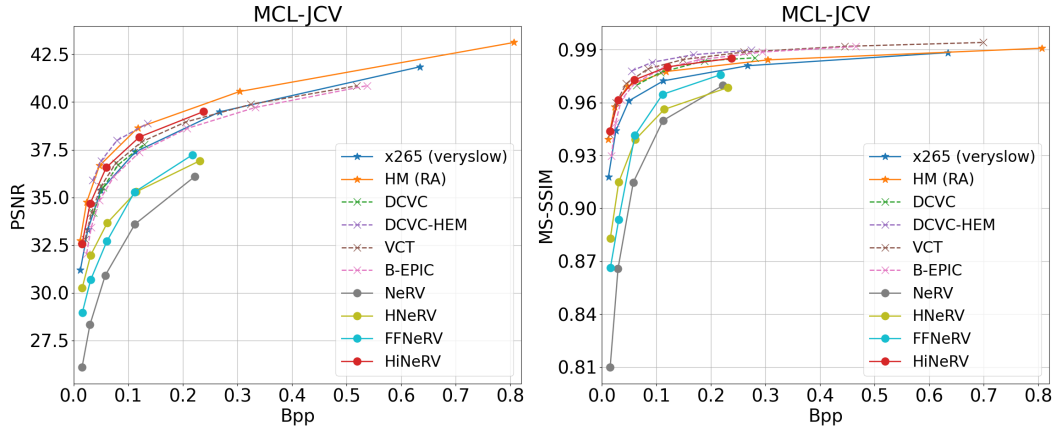 MCL-JCV
PSNR
42.5
40.0
37.5
35.0
32.5
30.0
27.5
0.0 0.1 0.2 0.3 0.4 0.5 0.6 0.7 0.8
Bpp
x265 (veryslow)
HM (RA)
DCVC
DCVC-HEM
VCT
B-EPIC
NeRV
HNeRV
FFNeRV
HiNeRV
MCL-JCV
MS-SSIM
0.99
0.96
0.93
0.90
0.87
0.84
0.81
0.0 0.1 0.2 0.3 0.4 0.5 0.6 0.7 0.8
Bpp
x265 (veryslow)
HM (RA)
DCVC
DCVC-HEM
VCT
B-EPIC
NeRV
HNeRV
FFNeRV
HiNeRV